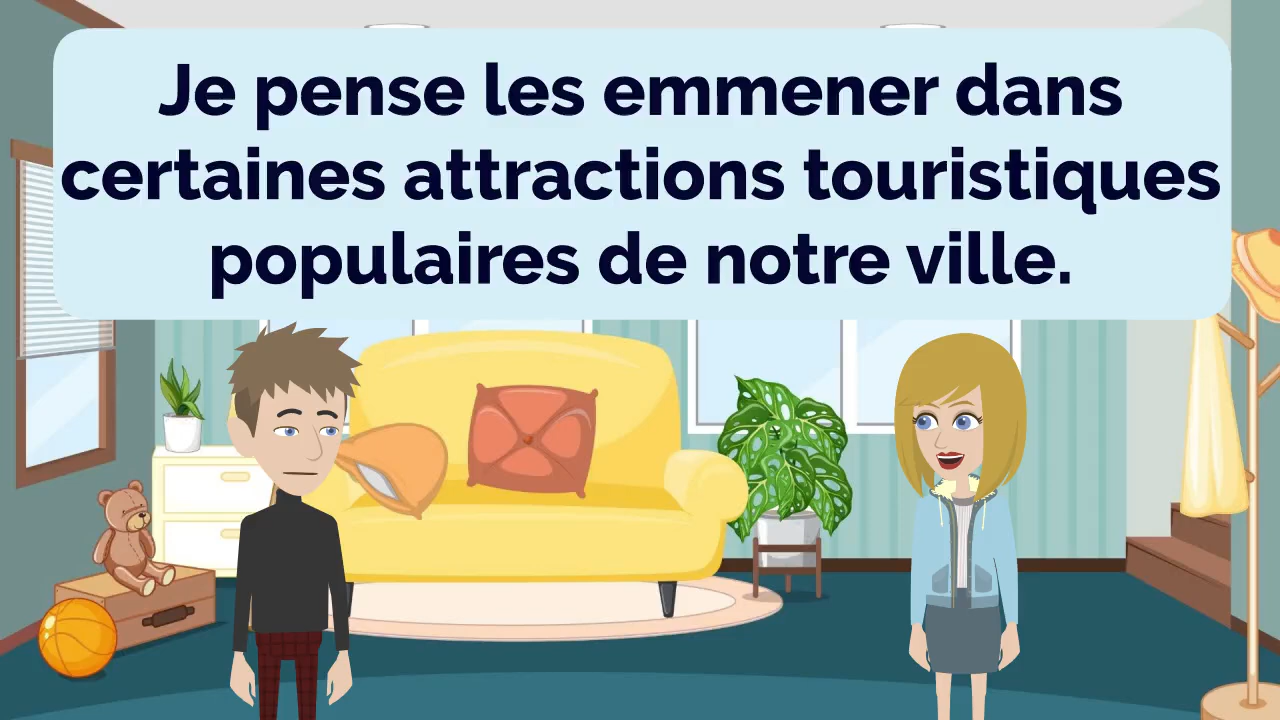 Je pense les emmener dans
certaines attractions touristiques
populaires de notre ville.